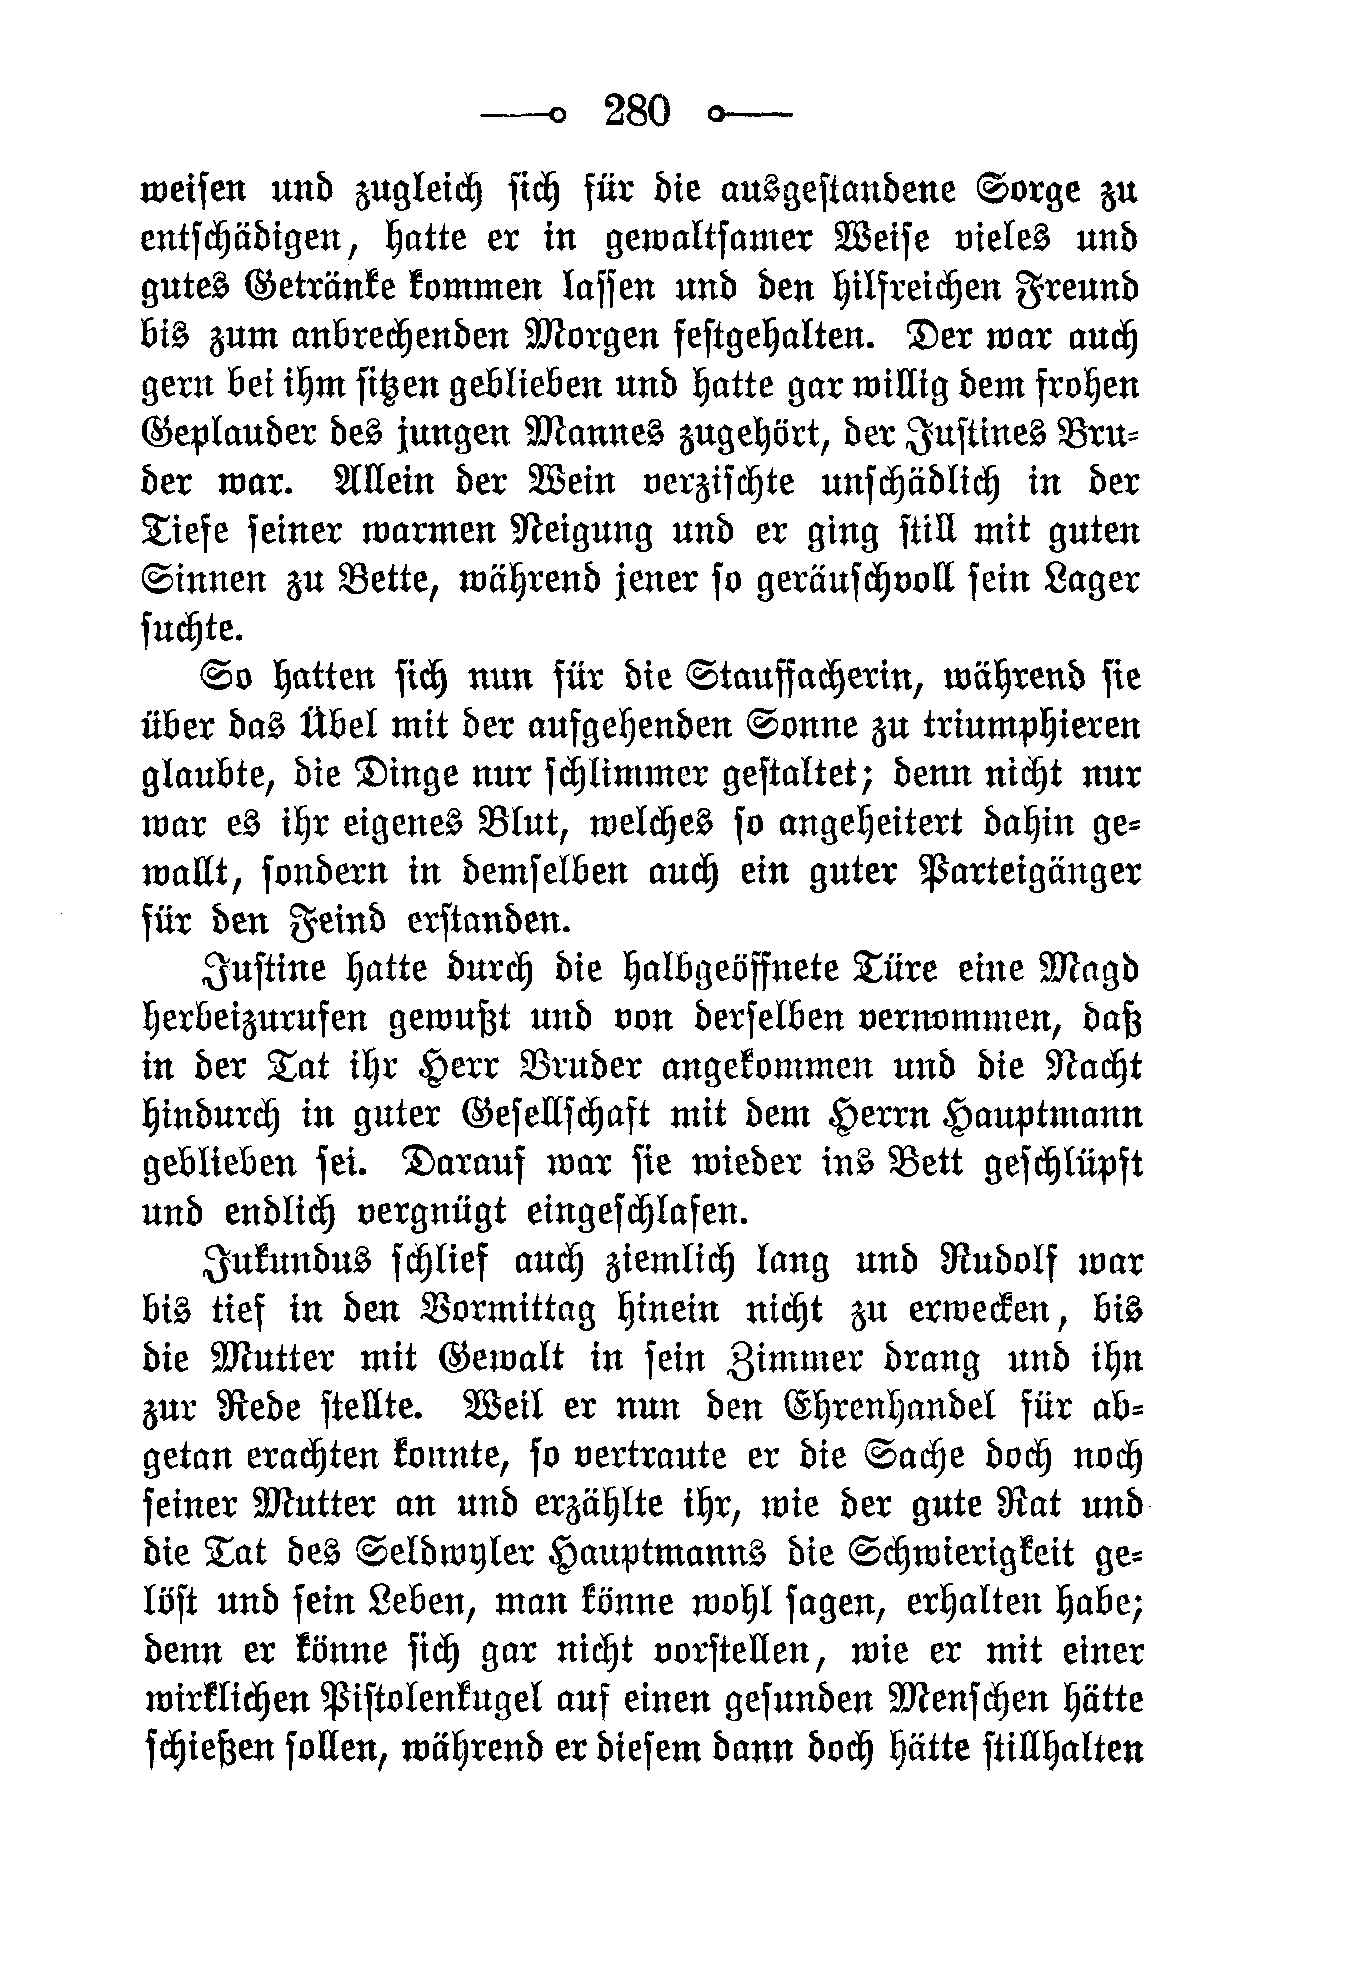 280
weisen und zugleich sich für die ausgestandene Sorge zu
entschädigen, hatte er in gewaltsamer Weise vieles und
gutes Getränke kommen lassen und den hilfreichen Freund
bis zum anbrechenden Morgen festgehalten. Der war auch
gern bei ihm sitzen geblieben und hatte gar willig dem frohen
Geplauder des jungen Mannes zugehört, der Justines Bru-
der war. Allein der Wein verzischte unschädlich in der
Tiefe seiner warmen Neigung und er ging still mit guten
Sinnen zu Bette, während jener so geräuschvoll sein Lager
suchte.
So hatten sich nun für die Stauffacherin, während sie
über das Übel mit der aufgehenden Sonne zu triumphieren
glaubte, die Dinge nur schlimmer gestaltet; denn nicht nur
war es ihr eigenes Blut, welches so angeheitert dahin ge-
wallt, sondern in demselben auch ein guter Parteigänger
für den Feind erstanden.
Justine hatte durch die halbgeöffnete Türe eine Magd
herbeizurufen gewußt und von derselben vernommen, daß
in der Tat ihr Herr Bruder angekommen und die Nacht
hindurch in guter Gesellschaft mit dem Herrn Hauptmann
geblieben sei. Darauf war sie wieder ins Bett geschlüpft
und endlich vergnügt eingeschlafen.
Jukundus schlief auch ziemlich lang und Rudolf war
bis tief in den Vormittag hinein nicht zu erwecken, bis
die Mutter mit Gewalt in sein Zimmer drang und ihn
zur Rede stellte. Weil er nun den Ehrenhandel für ab-
getan erachten konnte, so vertraute er die Sache doch noch
seiner Mutter an und erzählte ihr, wie der gute Rat und
die Tat des Seldwyler Hauptmanns die Schwierigkeit ge-
löst und sein Leben, man könne wohl sagen, erhalten habe;
denn er könne sich gar nicht vorstellen, wie er mit einer
wirklichen Pistolenkugel auf einen gesunden Menschen hätte
schießen sollen, während er diesem dann doch hätte stillhalten